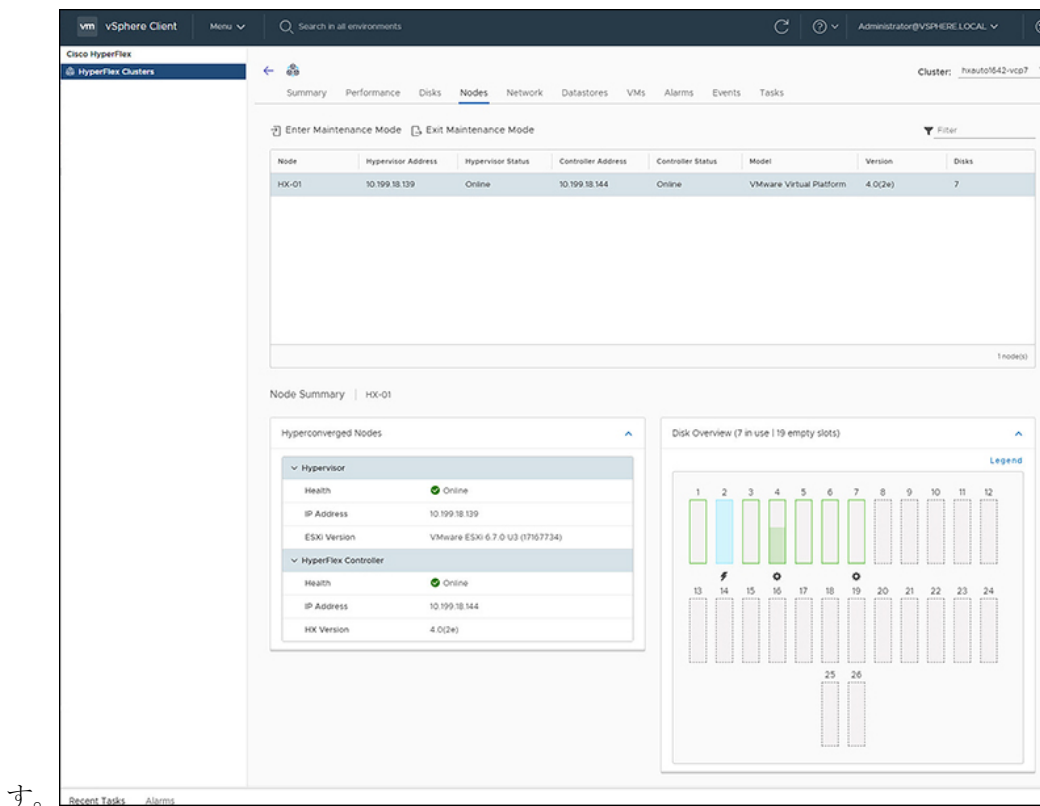 vm vSphere Client Menu Search in all environments Administrator@VSPHERE.LOCAL
Cisco HyperFlex
HyperFlex Clusters
Cluster: hxauto1642-vcp7
Summary Performance Disks Nodes Network Datastores VMs Alarms Events Tasks
Enter Maintenance Mode Exit Maintenance Mode Filter
Node Hypervisor Address Hypervisor Status Controller Address Controller Status Model Version Disks
HX-01 10.199.18.139 Online 10.199.18.144 Online VMware Virtual Platform 4.0(2e) 7
1 node(s)
Node Summary HX-01
Hyperconverged Nodes
Hypervisor
Health Online
IP Address 10.199.18.139
ESXi Version VMware ESXi 6.7.0 U3 (17167734)
HyperFlex Controller
Health Online
IP Address 10.199.18.144
HX Version 4.0(2e)
Disk Overview (7 in use | 19 empty slots)
Legend
1 2 3 4 5 6 7 8 9 10 11 12
13 14 15 16 17 18 19 20 21 22 23 24
25 26
Recent Tasks Alarms
す。